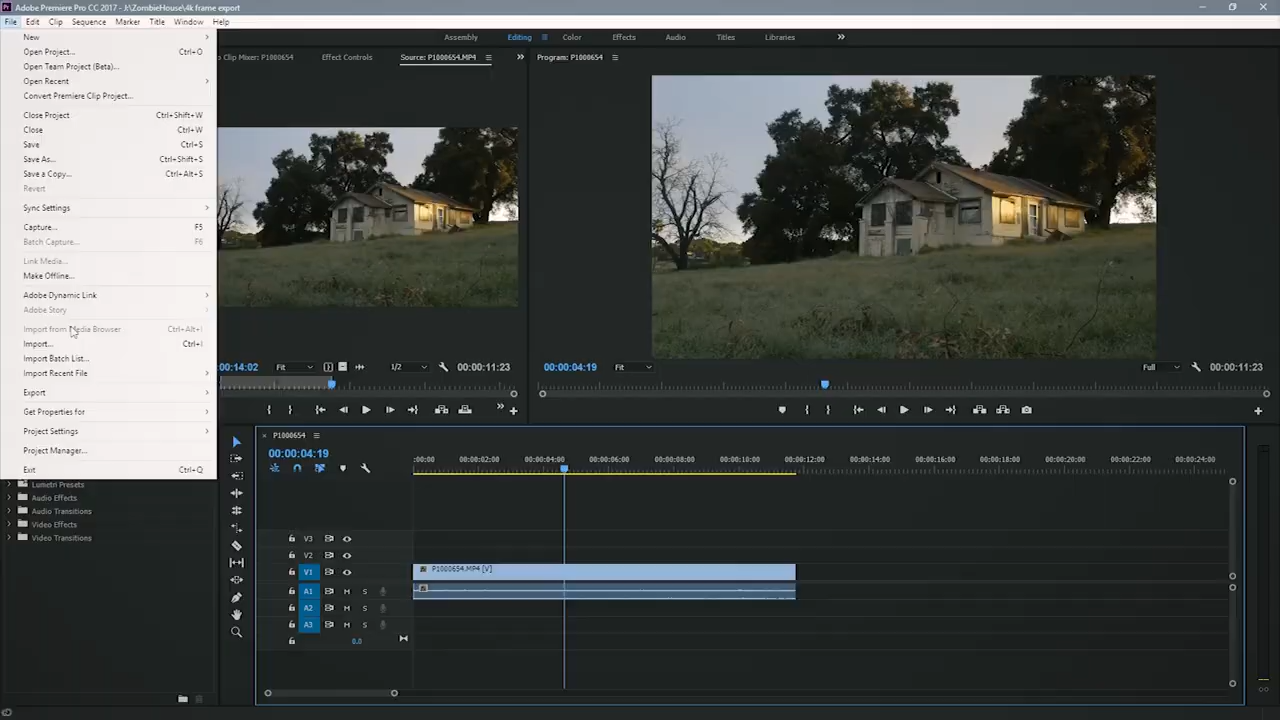 Adobe Premiere Pro CC 2017 - J:\ZombieHouse\4k frame export
File Edit Clip Sequence Marker Title Window Help
Assembly Editing Color Effects Audio Titles Libraries
New
Open Project... Ctrl+O
Open Team Project (Beta)...
Open Recent
Convert Premiere Clip Project...
Close Project Ctrl+Shift+W
Close Ctrl+W
Save Ctrl+S
Save As... Ctrl+Shift+S
Save a Copy... Ctrl+Alt+S
Revert
Sync Settings
Capture... F5
Batch Capture... F6
Link Media...
Make Offline...
Adobe Dynamic Link
Adobe Story
Import from Media Browser Ctrl+Alt+I
Import... Ctrl+I
Import Batch List...
Import Recent File
Export
Get Properties for
Project Settings
Project Manager...
Exit Ctrl+Q
Lumetri Presets
Audio Effects
Audio Transitions
Video Effects
Video Transitions
o Clip Mixer: P1000654 Effect Controls Source: P1000654.MP4
:00:14:02 Fit 1/2 00:00:11:23
Program: P1000654
00:00:04:19 Fit Full 00:00:11:23
P1000654
00:00:04:19
:00:00 00:00:02:00 00:00:04:00 00:00:06:00 00:00:08:00 00:00:10:00 00:00:12:00 00:00:14:00 00:00:16:00 00:00:18:00 00:00:20:00 00:00:22:00 00:00:24:00
V3
V2
V1 P1000654.MP4 [V]
A1 M S
A2 M S
A3 M S
0.0